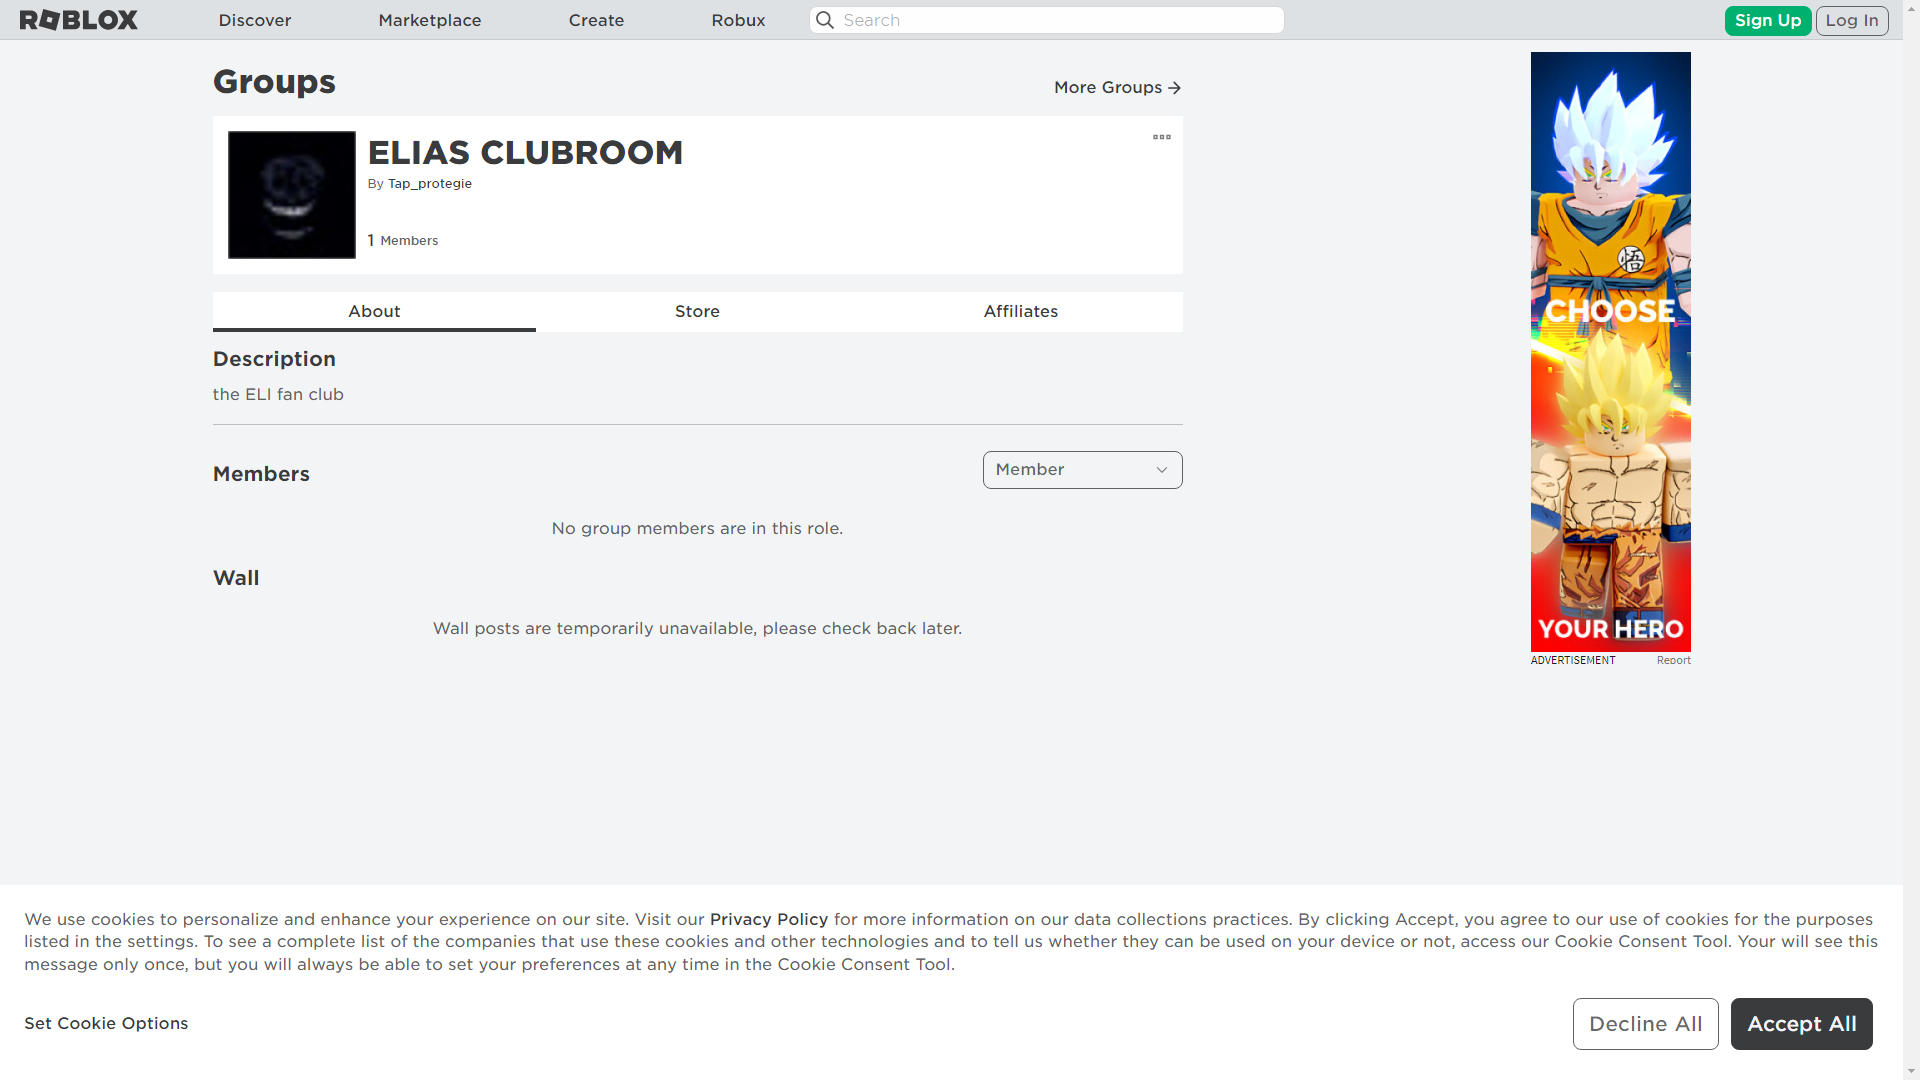 ROBLOX Discover Marketplace Create Robux Search Sign Up Log In
Groups
More Groups
ELIAS CLUBROOM
By Tap_protegie
1 Members
About Store Affiliates
Description
the ELI fan club
Members
Member
No group members are in this role.
Wall
Wall posts are temporarily unavailable, please check back later.
悟
CHOOSE
YOUR HERO
ADVERTISEMENT Report
We use cookies to personalize and enhance your experience on our site. Visit our Privacy Policy for more information on our data collections practices. By clicking Accept, you agree to our use of cookies for the purposes
listed in the settings. To see a complete list of the companies that use these cookies and other technologies and to tell us whether they can be used on your device or not, access our Cookie Consent Tool. Your will see this
message only once, but you will always be able to set your preferences at any time in the Cookie Consent Tool.
Set Cookie Options
Decline All
Accept All